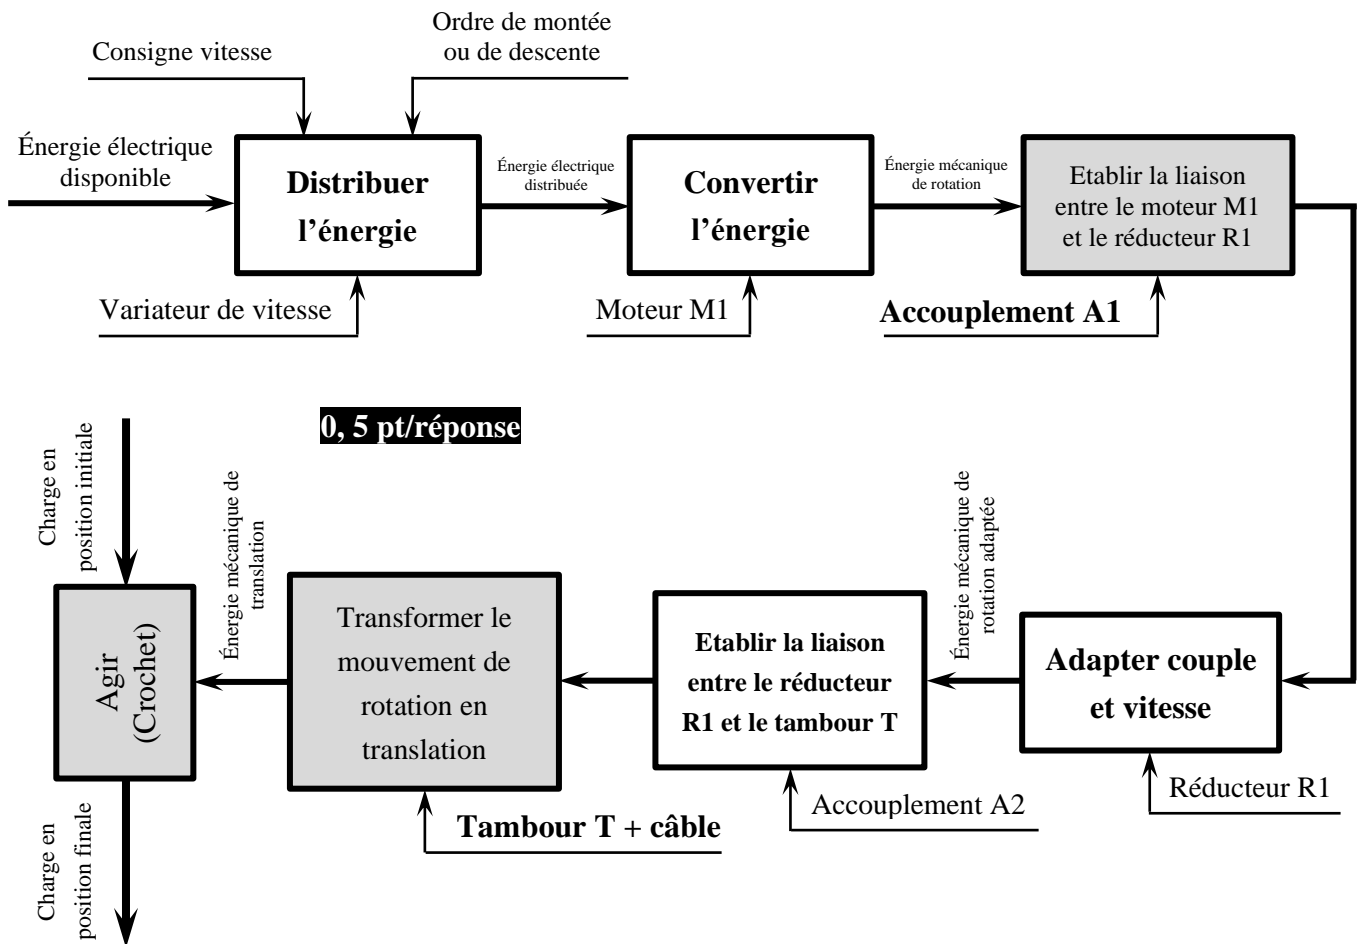 Consigne vitesse
Ordre de montée
ou de descente
Énergie électrique
disponible
Distribuer
l’énergie
Énergie électrique
distribuée
Convertir
l’énergie
Énergie mécanique
de rotation
Etablir la liaison
entre le moteur M1
et le réducteur R1
Variateur de vitesse
Moteur M1
Accouplement A1
0, 5 pt/réponse
Charge en
position initiale
Énergie mécanique de
translation
Énergie mécanique de
rotation adaptée
Agir
(Crochet)
Transformer le
mouvement de
rotation en
translation
Etablir la liaison
entre le réducteur
R1 et le tambour T
Adapter couple
et vitesse
Tambour T + câble
Accouplement A2
Réducteur R1
Charge en
position finale